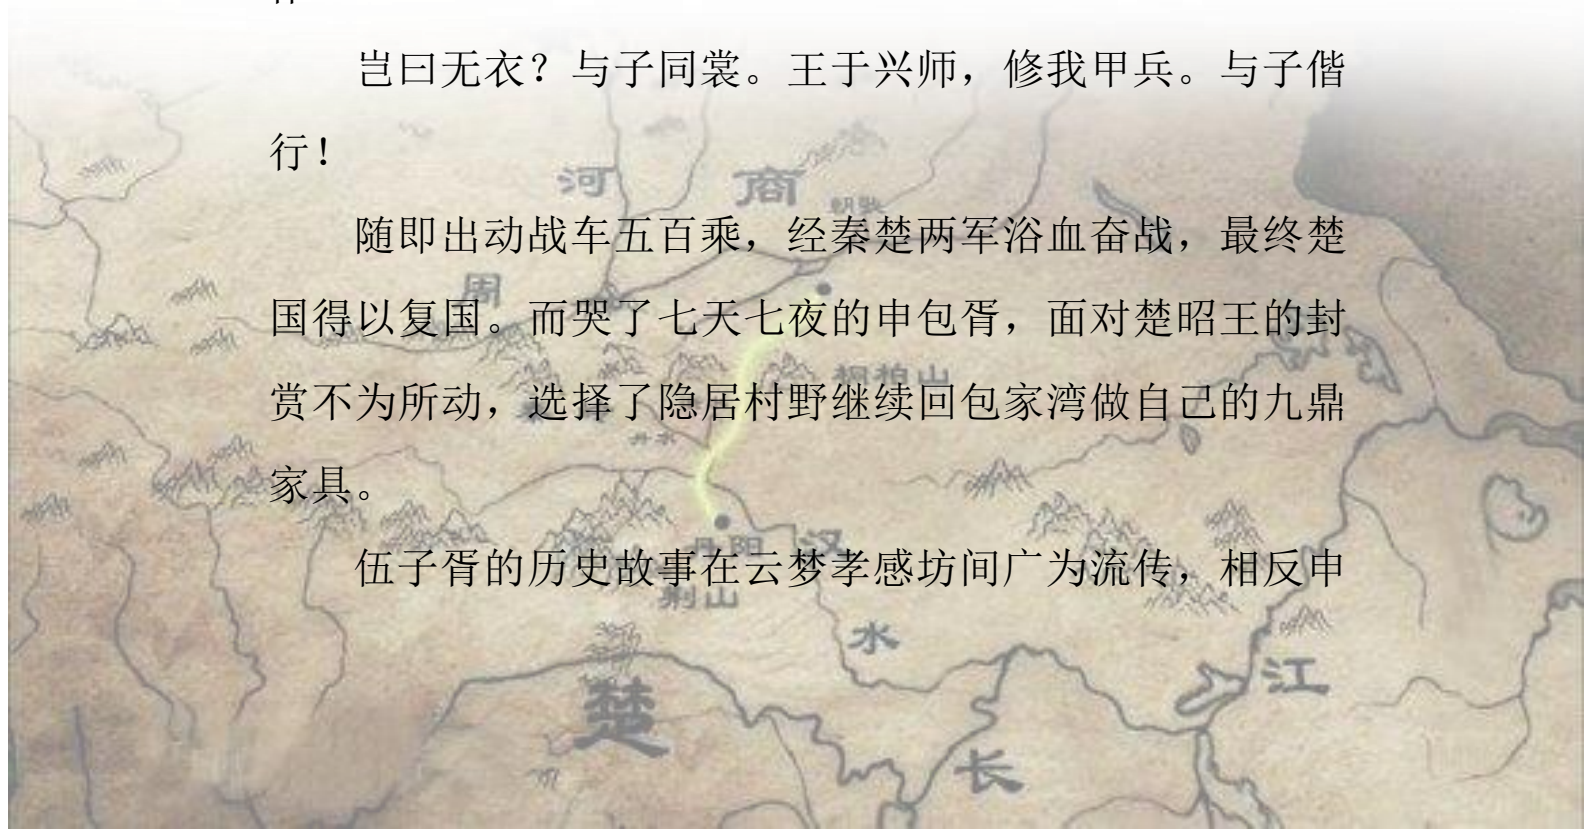 岂曰无衣？与子同裳。王于兴师，修我甲兵。与子偕
行！
河 商
朝歌
随即出动战车五百乘，经秦楚两军浴血奋战，最终楚
周
国得以复国。而哭了七天七夜的申包胥，面对楚昭王的封
桐柏山
赏不为所动，选择了隐居村野继续回包家湾做自己的九鼎
丹水
家具。
丹阳 汉
伍子胥的历史故事在云梦孝感坊间广为流传，相反申
荆山
水
江
楚
长